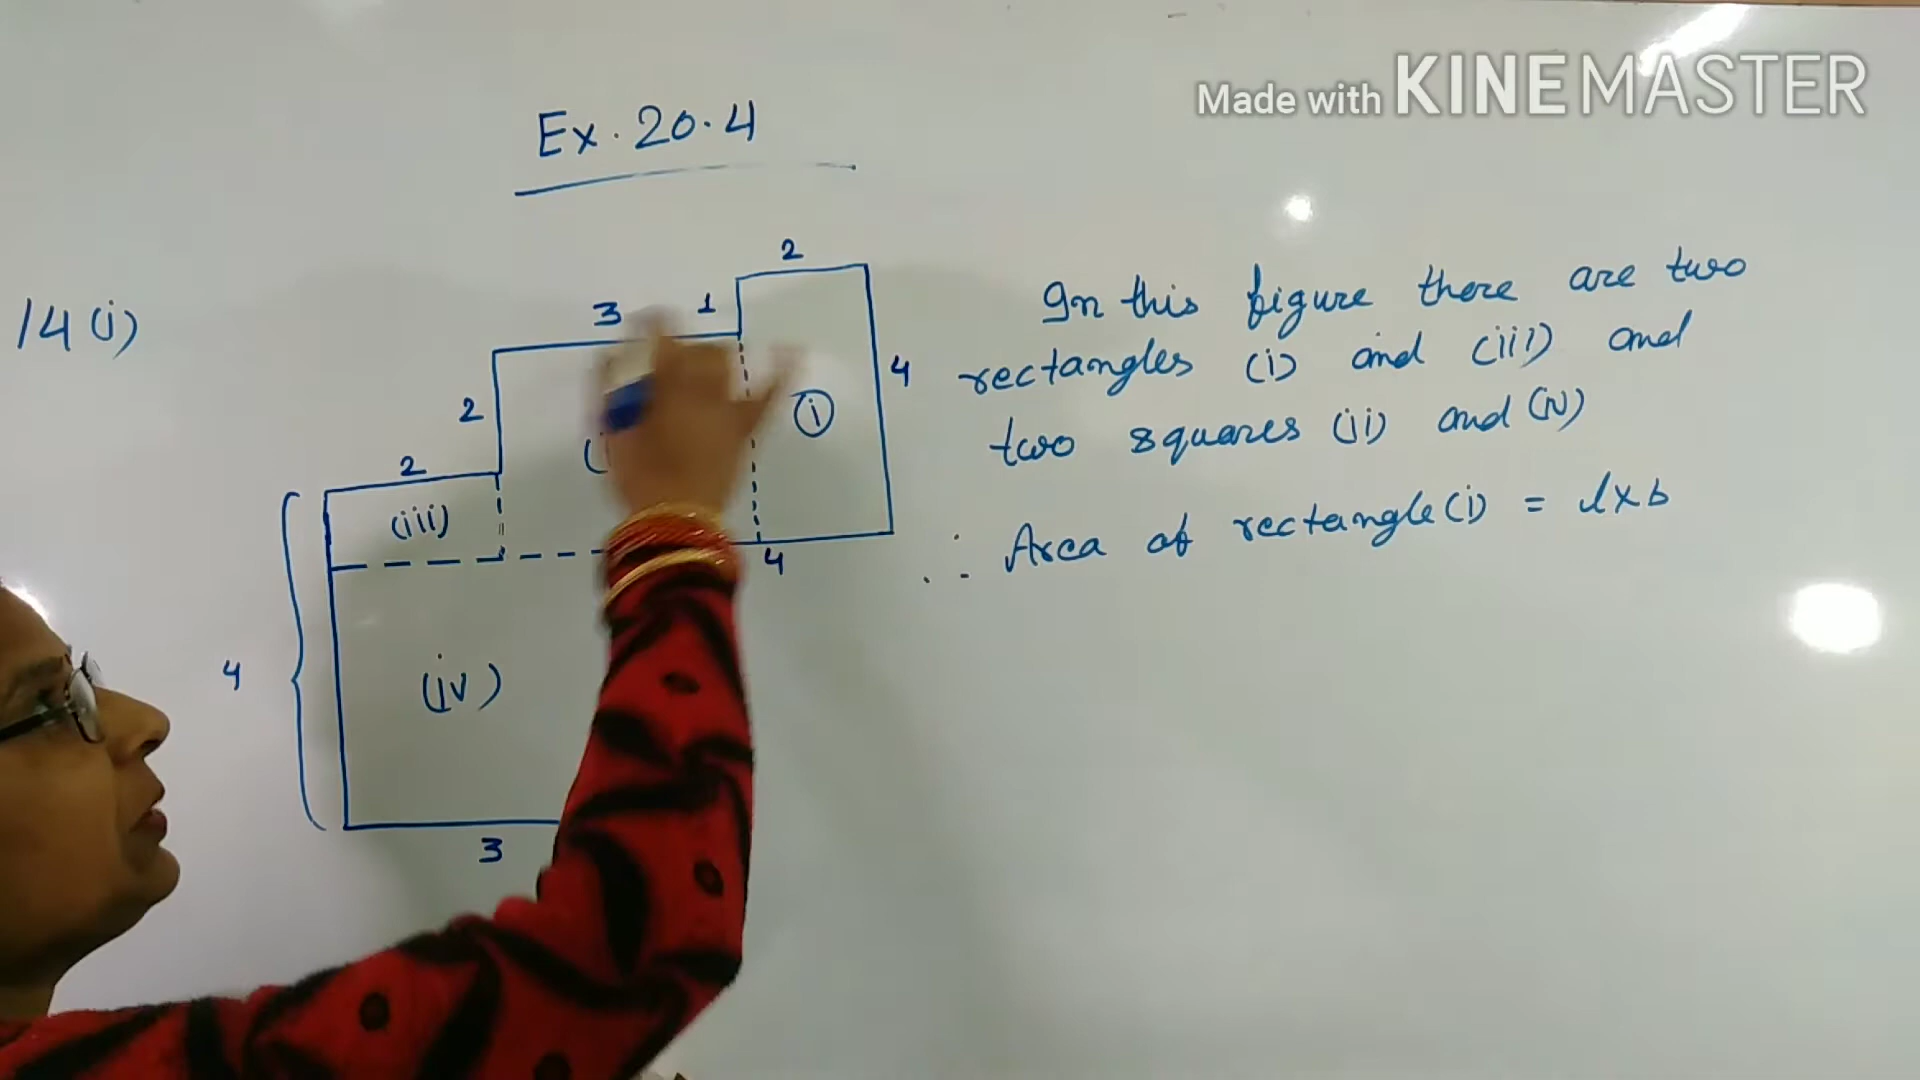 Made with KINEMASTER
Ex. 20.4
14 (i)
2
3
1
4
2
(i)
2
(iii)
4
4
(iv)
3
In this figure there are two
rectangles (i) and (iii) and
two squares (ii) and (iv)
∴ Area of rectangle (i) = l×b